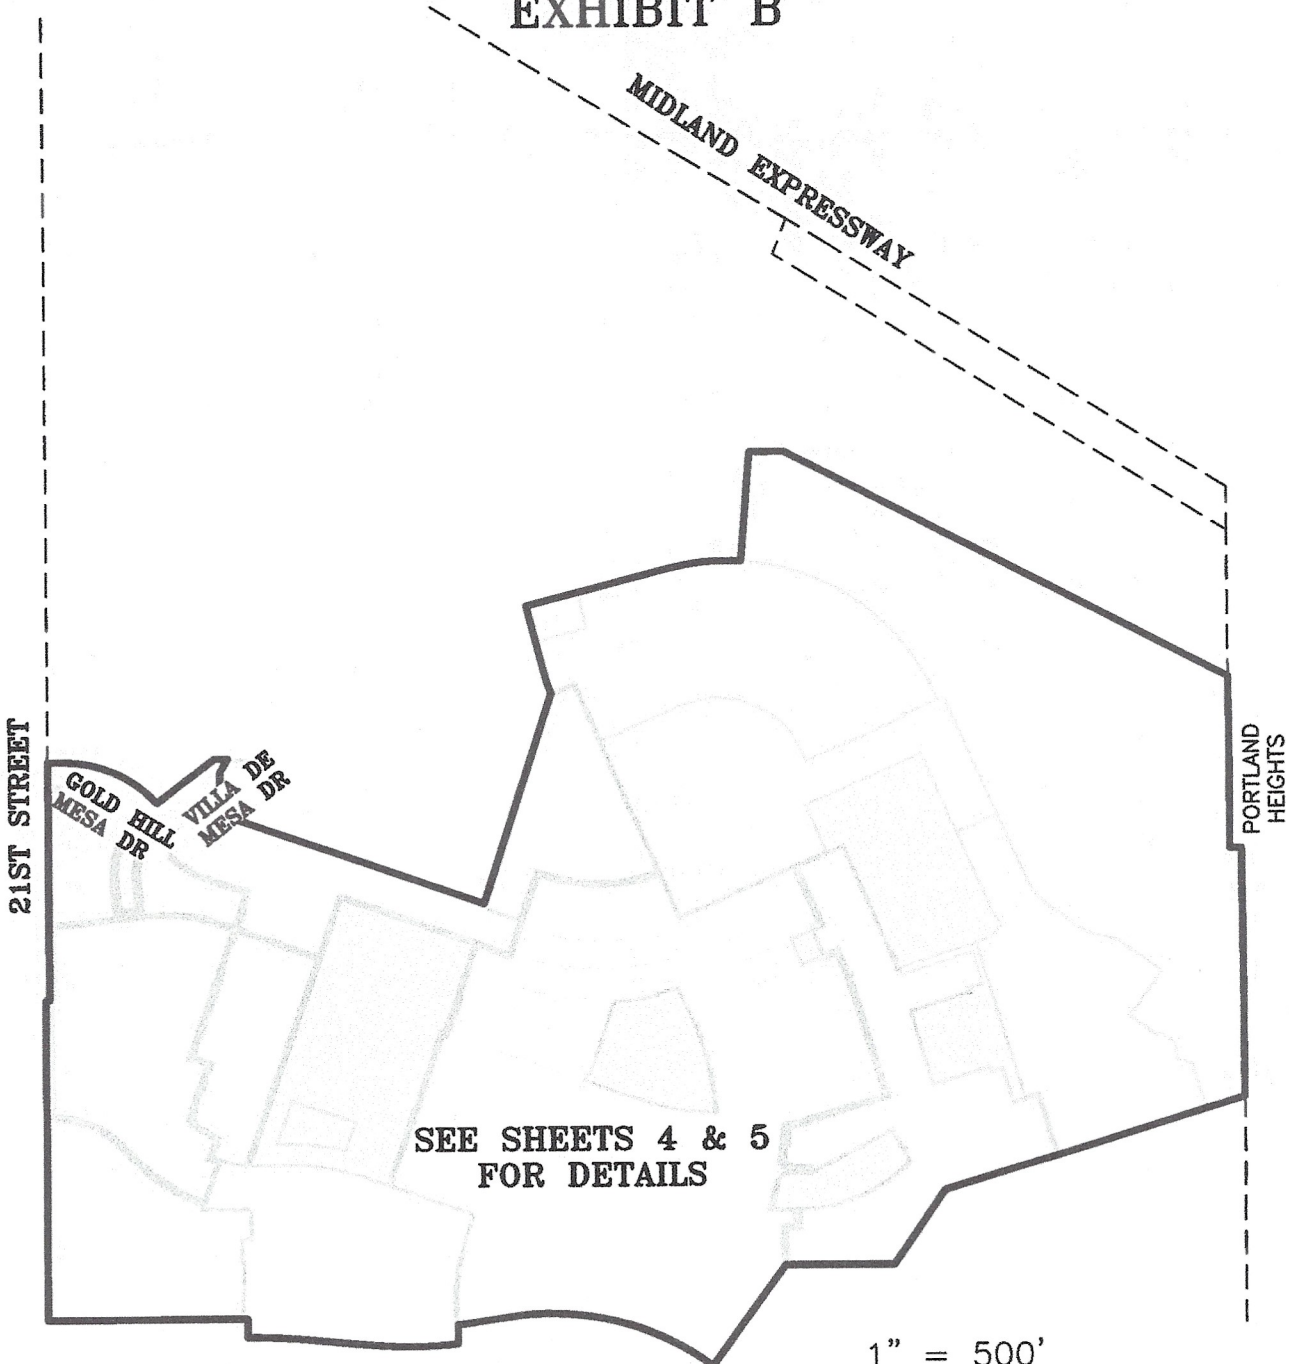 EXHIBIT B
MIDLAND EXPRESSWAY
21ST STREET
GOLD HILL
MESA DR
VILLA DE
MESA DR
PORTLAND
HEIGHTS
SEE SHEETS 4 & 5
FOR DETAILS
1" = 500'